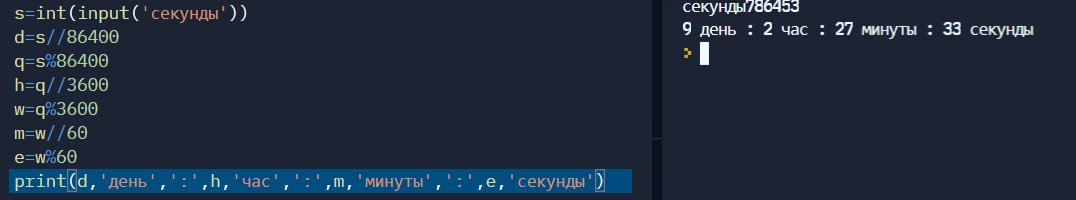 s=int(input('секунды'))
d=s//86400
q=s%86400
h=q//3600
w=q%3600
m=w//60
e=w%60
print(d,'день',':',h,'час',':',m,'минуты',':',e,'секунды')
секунды786453
9 день : 2 час : 27 минуты : 33 секунды
>